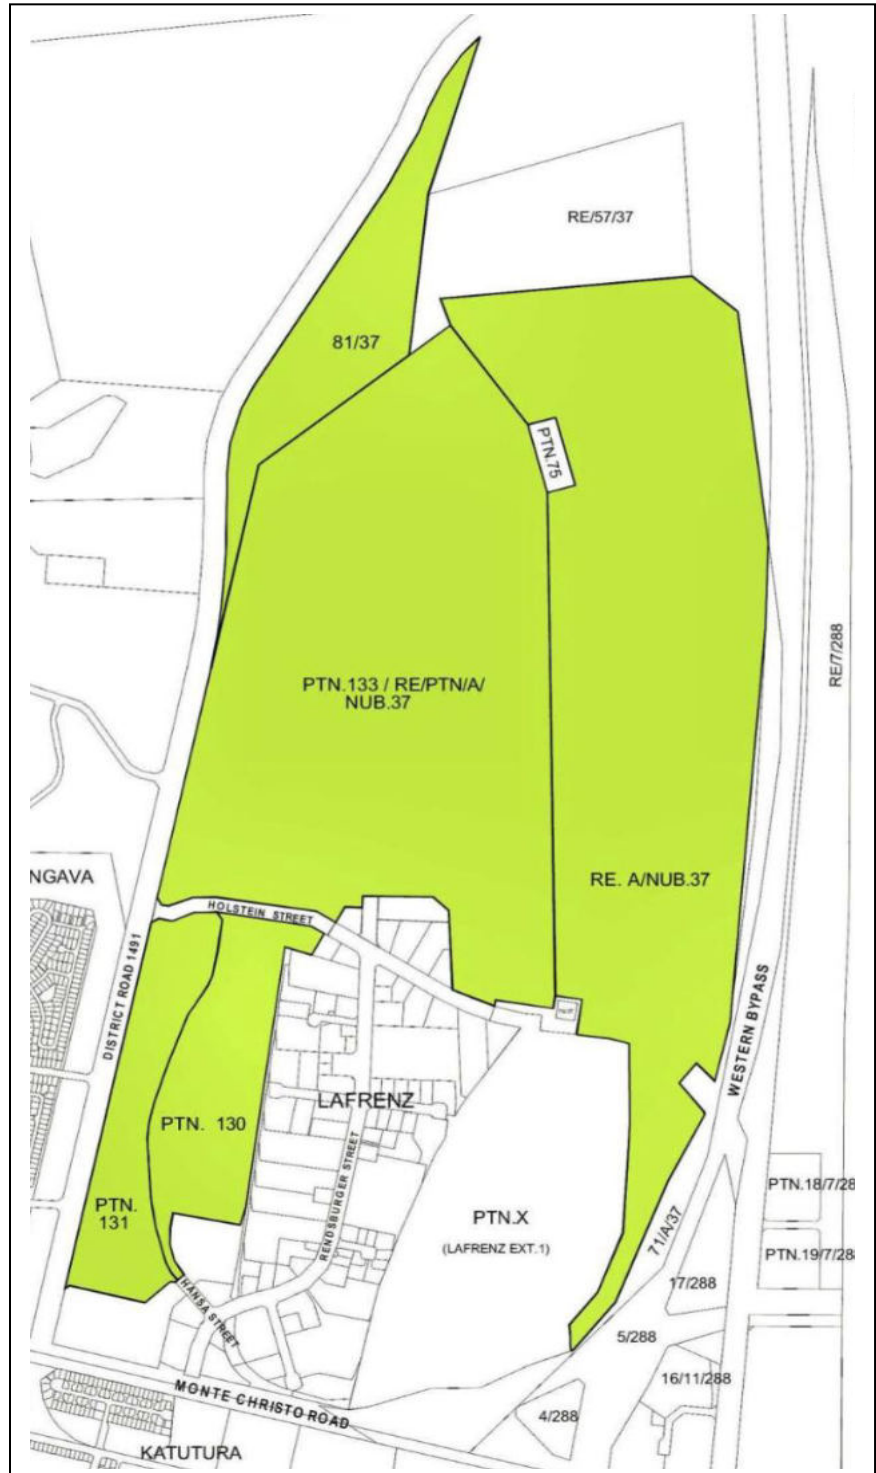 RE/57/37
81/37
PTN.75
RE/7/288
PTN.133 / RE/PTN/A/
NUB.37
NGAVA
RE. A/NUB.37
HOLSTEIN STREET
DISTRICT ROAD 1491
WESTERN BYPASS
LAFRENZ
PTN. 130
RENDSBURGER STREET
PTN.
131
PTN.X
(LAFRENZ EXT.1)
71/A/37
PTN.18/7/28
PTN.19/7/28
17/288
HANSA STREET
5/288
16/11/288
4/288
MONTE CHRISTO ROAD
KATUTURA